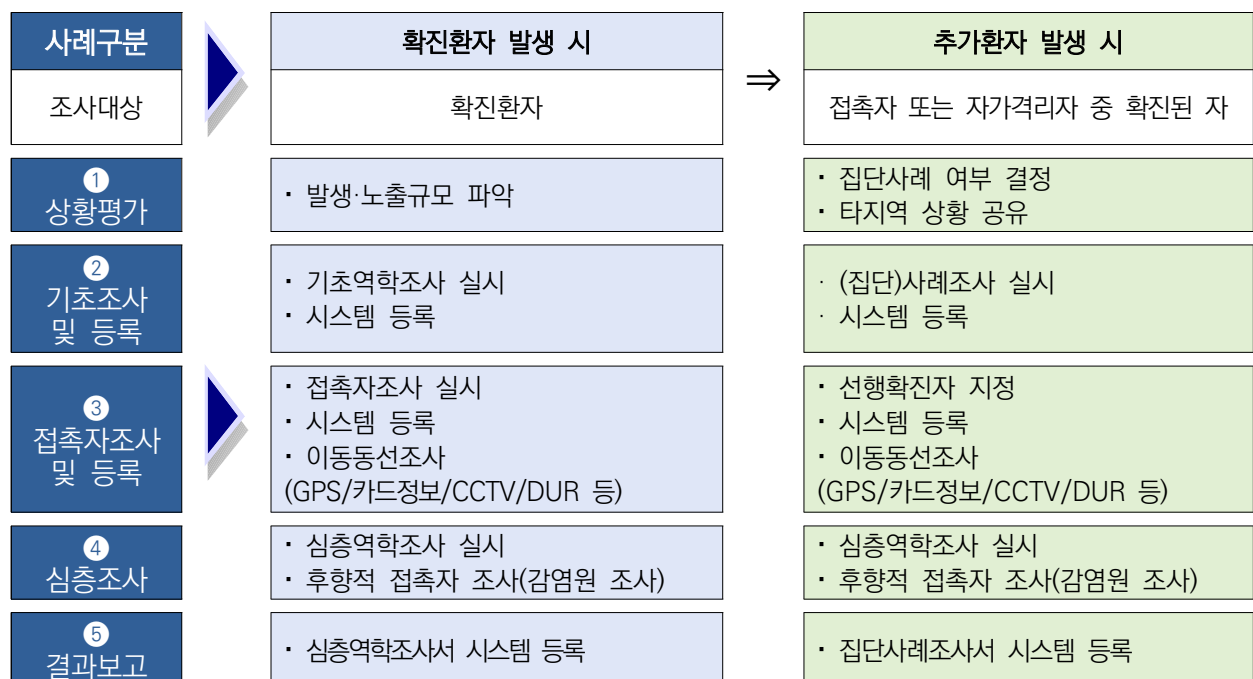 사례구분
확진환자 발생 시
추가환자 발생 시
⇒
조사대상
확진환자
접촉자 또는 자가격리자 중 확진된 자
❶
상황평가
· 발생·노출규모 파악
· 집단사례 여부 결정
· 타지역 상황 공유
❷
기초조사
및 등록
· 기초역학조사 실시
· 시스템 등록
· (집단)사례조사 실시
· 시스템 등록
❸
접촉자조사
및 등록
· 접촉자조사 실시
· 시스템 등록
· 이동동선조사
(GPS/카드정보/CCTV/DUR 등)
· 선행확진자 지정
· 시스템 등록
· 이동동선조사
(GPS/카드정보/CCTV/DUR 등)
❹
심층조사
· 심층역학조사 실시
· 후향적 접촉자 조사(감염원 조사)
· 심층역학조사 실시
· 후향적 접촉자 조사(감염원 조사)
❺
결과보고
· 심층역학조사서 시스템 등록
· 집단사례조사서 시스템 등록